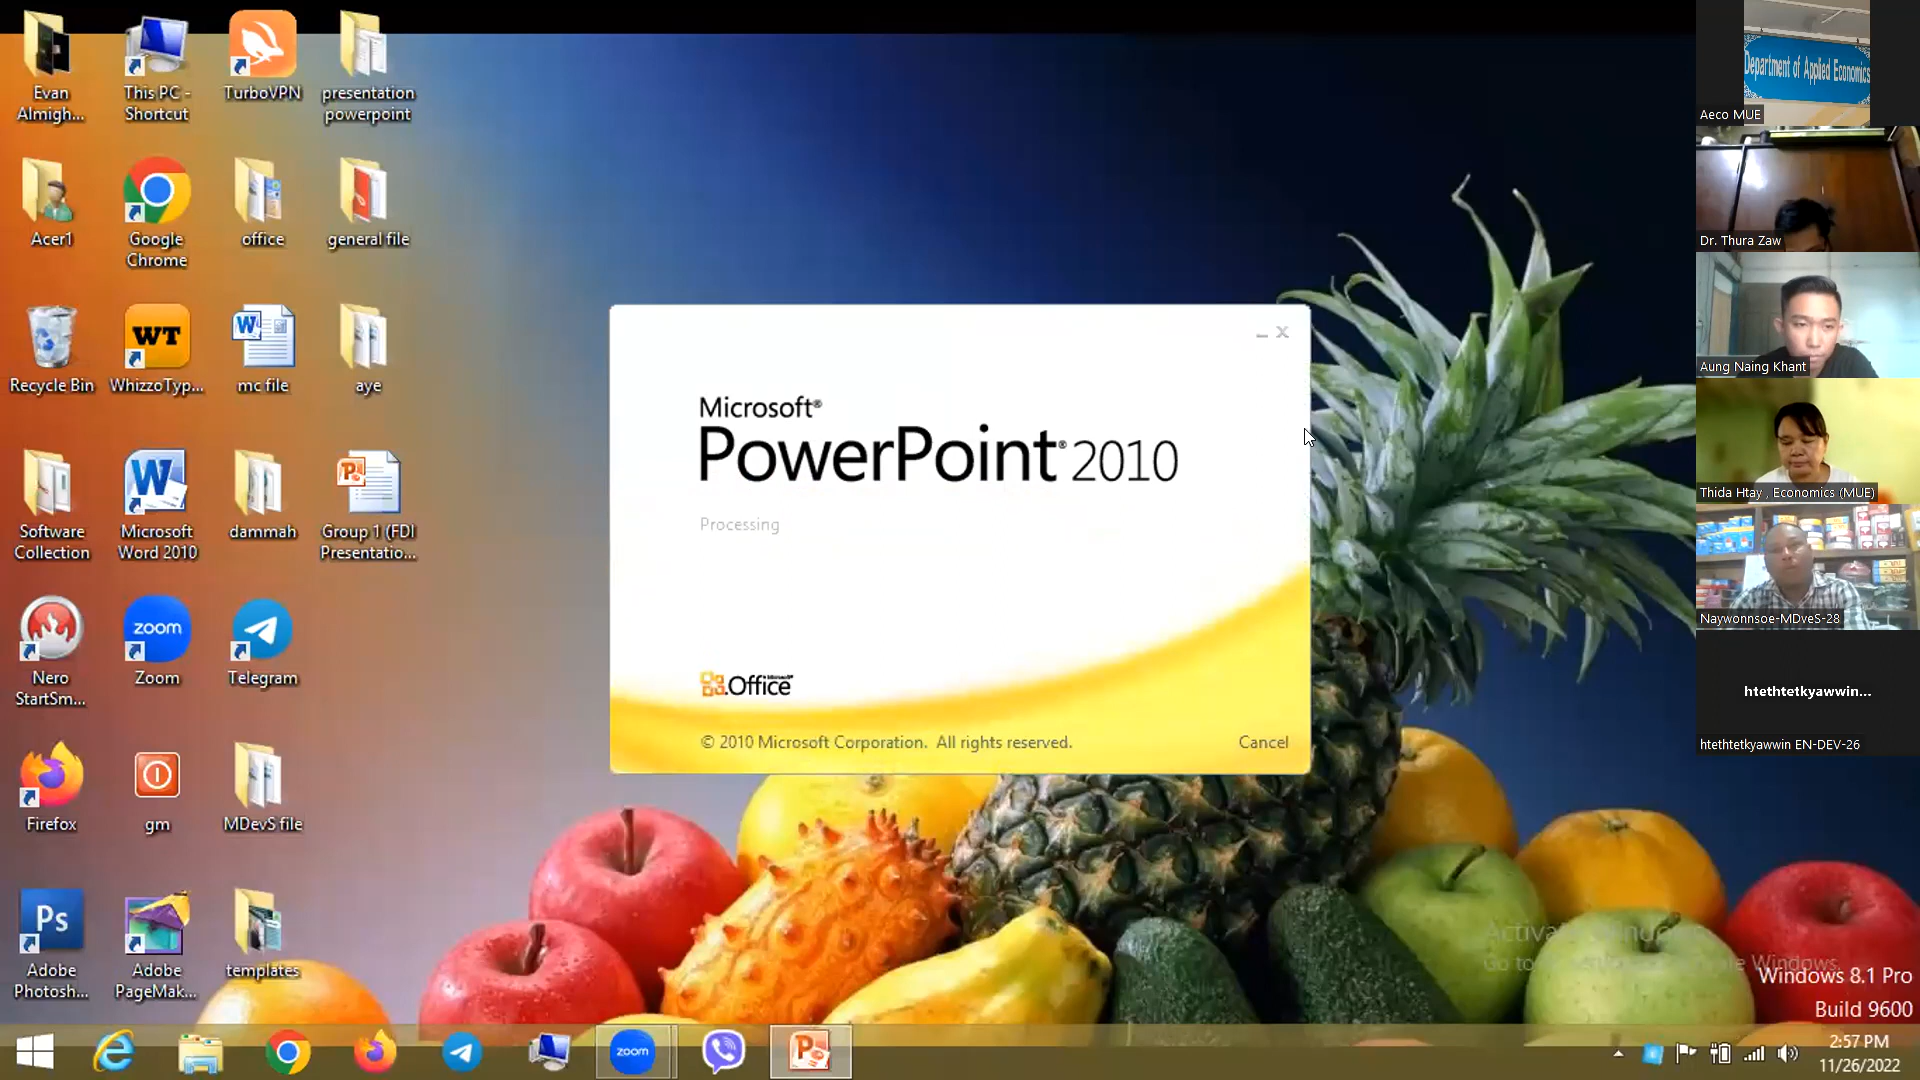 Evan
Almigh...
This PC -
Shortcut
TurboVPN
presentation
powerpoint
Acer1
Google
Chrome
office
general file
Recycle Bin
WT
WhizzoTyp...
mc file
aye
Software
Collection
Microsoft
Word 2010
dammah
Group 1 (FDI
Presentatio...
Nero
StartSm...
zoom
Zoom
Telegram
Firefox
gm
MDevS file
Ps
Adobe
Photosh...
Adobe
PageMak...
templates
Microsoft®
PowerPoint® 2010
Processing
Microsoft®
Office
© 2010 Microsoft Corporation. All rights reserved.
Cancel
Department of Applied Economics
Aeco MUE
Dr. Thura Zaw
Aung Naing Khant
Thida Htay , Economics (MUE)
Naywonnsoe-MDveS-28
htethtetkyawwin...
htethtetkyawwin EN-DEV-26
Go to
Windows.
Windows 8.1 Pro
Build 9600
zoom
2:57 PM
11/26/2022